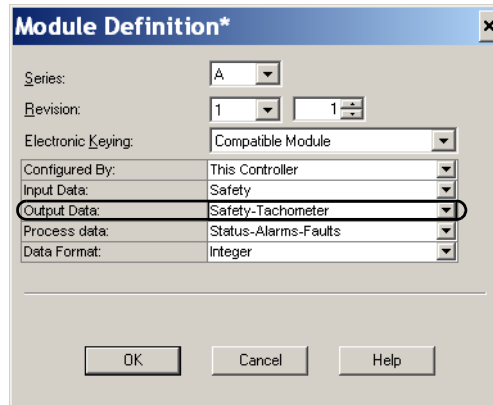 Module Definition*
Series: A
Revision: 1 1
Electronic Keying: Compatible Module
Configured By: This Controller
Input Data: Safety
Output Data: Safety-Tachometer
Process data: Status-Alarms-Faults
Data Format: Integer
OK Cancel Help